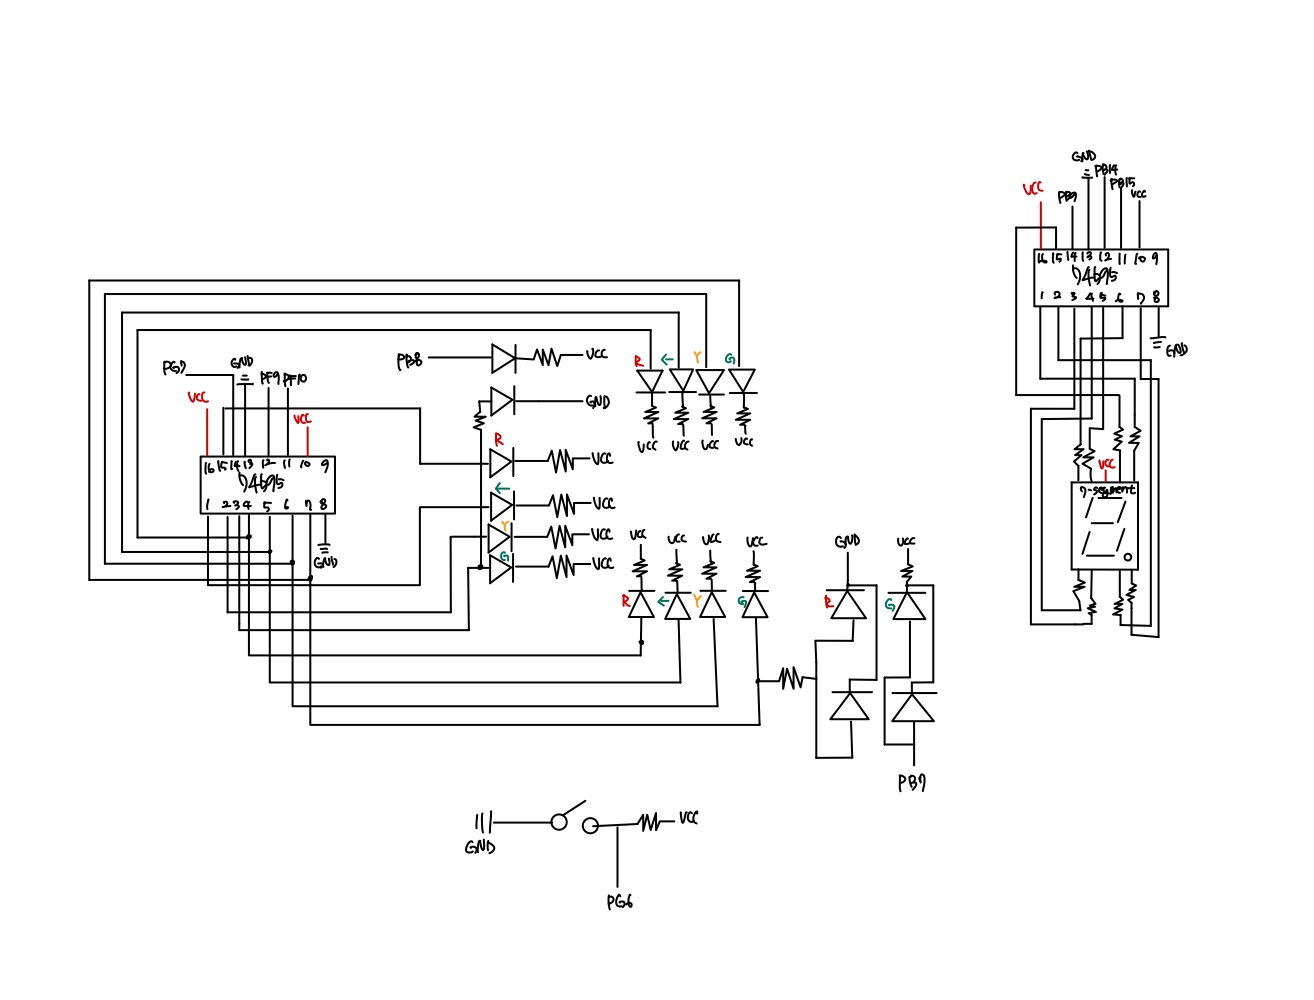 GND
PB14
PB15
VCC
PB9
VCC
16 15 14 13 12 11 10 9
74595
1 2 3 4 5 6 7 8
GND
VCC
7-segment
PB8
VCC
GND
R
VCC
←
VCC
Y
VCC
G
VCC
PG7
GND
PF9
PF10
VCC
VCC
16 15 14 13 12 11 10 9
74595
1 2 3 4 5 6 7 8
GND
R ← Y G
VCC VCC VCC VCC
VCC VCC VCC VCC
R ← Y G
GND
VCC
R
G
PB7
GND
VCC
PG6